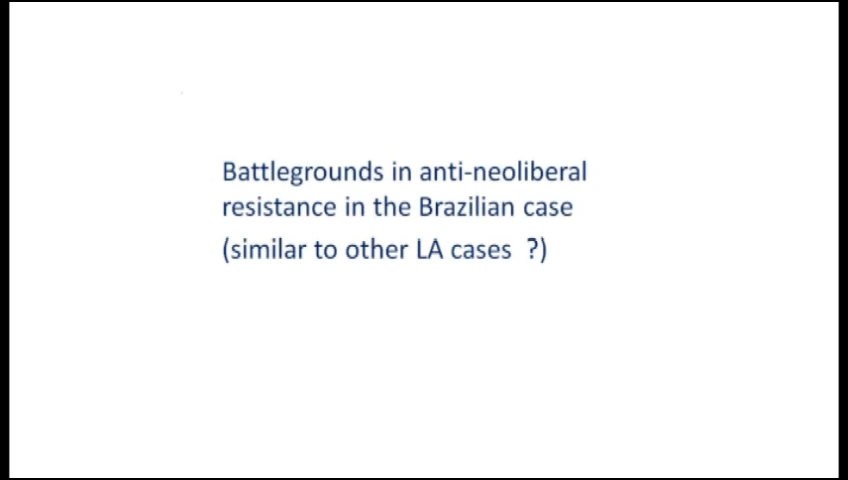 Battlegrounds in anti-neoliberal
resistance in the Brazilian case
(similar to other LA cases  ?)